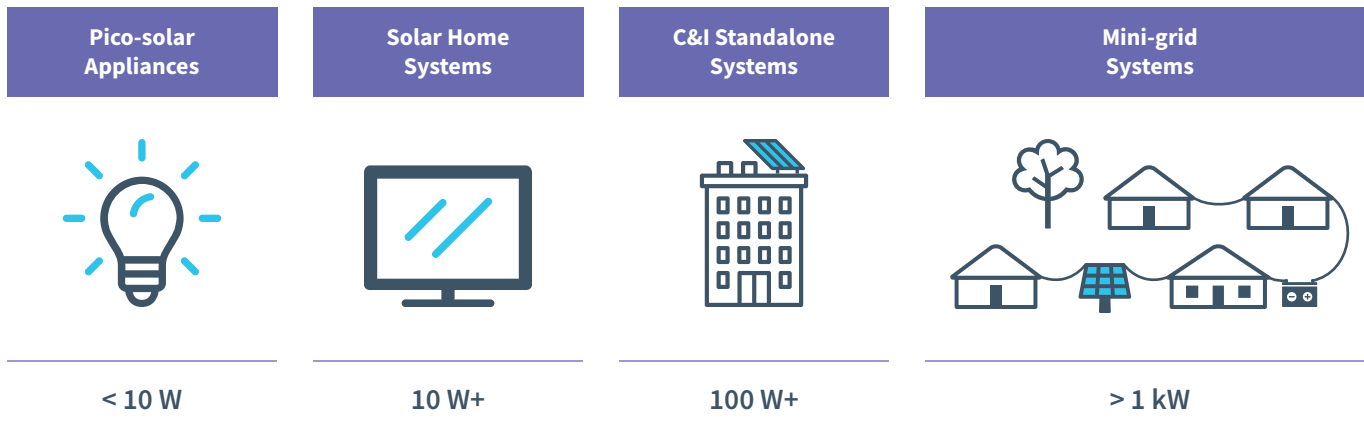 Pico-solar
Appliances
Solar Home
Systems
C&I Standalone
Systems
Mini-grid
Systems
< 10 W
10 W+
100 W+
> 1 kW